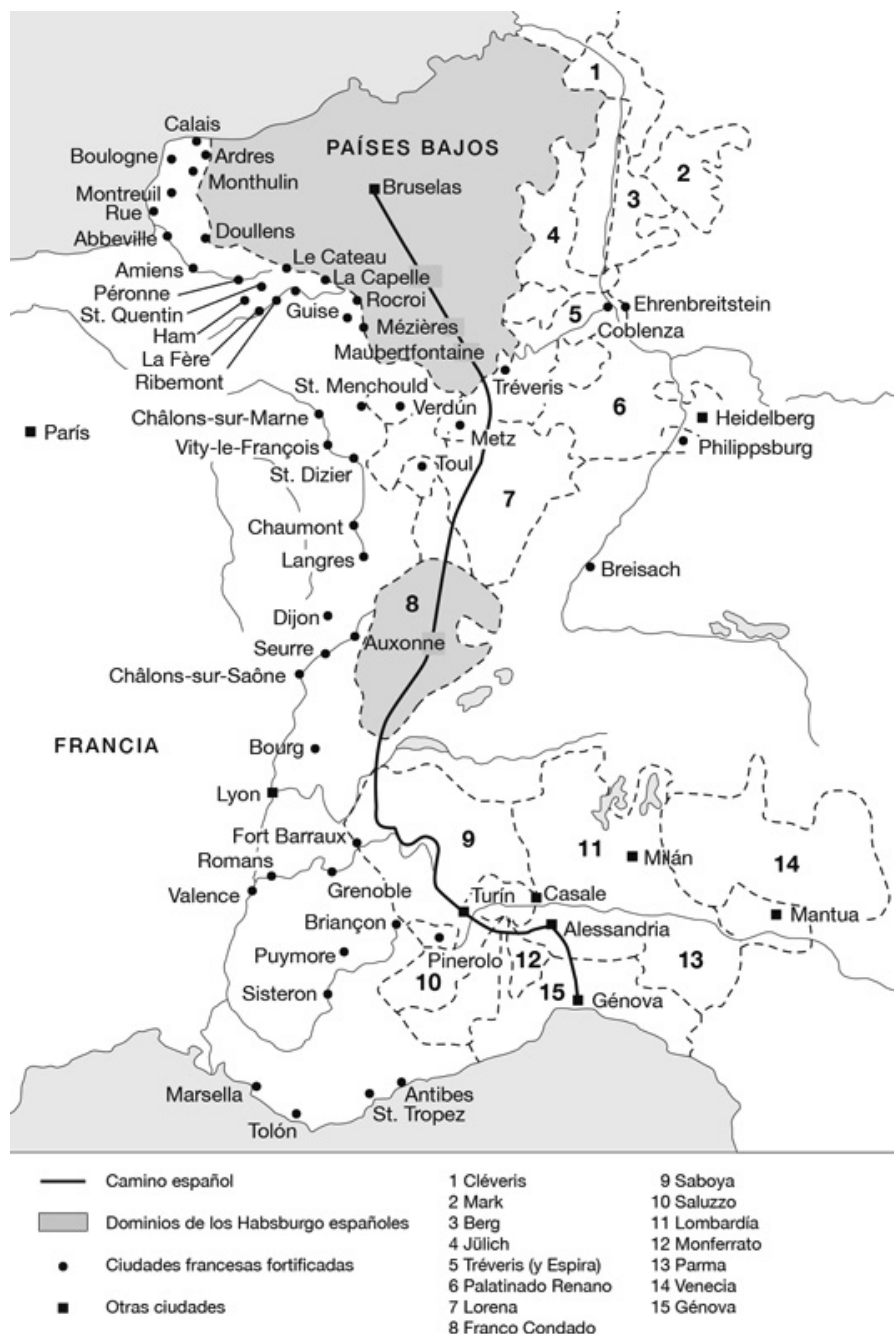 1
Calais
PAÍSES BAJOS
Boulogne
Ardres
2
Monthulin
3
Bruselas
Montreuil
Rue
4
Abbeville
Doullens
Le Cateau
Amiens
La Capelle
Péronne
Rocroi
Ehrenbreitstein
St. Quentin
Guise
5
Coblenza
Ham
Mézières
La Fère
Maubertfontaine
Ribemont
Tréveris
St. Menchould
6
Châlons-sur-Marne
Verdún
Heidelberg
París
Metz
Philippsburg
Vity-le-François
Toul
St. Dizier
7
Chaumont
Langres
Breisach
8
Dijon
Auxonne
Seurre
Châlons-sur-Saône
FRANCIA
Bourg
Lyon
Fort Barraux
9
11
Milán
14
Romans
Grenoble
Valence
Turín
Casale
Mantua
Briançon
Alessandria
Puymore
Pinerolo
12
13
10
Sisteron
15
Génova
Marsella
Antibes
St. Tropez
Tolón
Camino español
Dominios de los Habsburgo españoles
Ciudades francesas fortificadas
Otras ciudades
1 Cléveris
2 Mark
3 Berg
4 Jülich
5 Tréveris (y Espira)
6 Palatinado Renano
7 Lorena
8 Franco Condado
9 Saboya
10 Saluzzo
11 Lombardía
12 Monferrato
13 Parma
14 Venecia
15 Génova